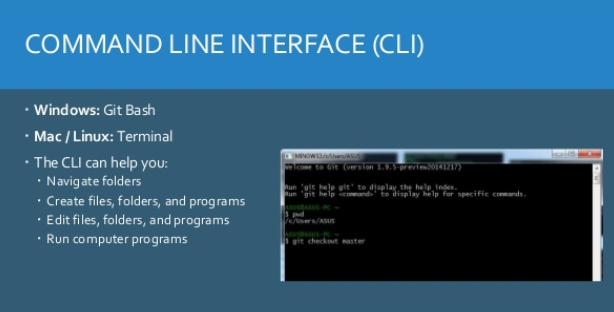 COMMAND LINE INTERFACE (CLI)
• Windows: Git Bash
• Mac / Linux: Terminal
• The CLI can help you:
• Navigate folders
• Create files, folders, and programs
• Edit files, folders, and programs
• Run computer programs
MINGW32:/c/Users/ASUS
Welcome to Git (version 1.9.5-preview20141217)
Run 'git help git' to display the help index.
Run 'git help <command>' to display help for specific commands.
ASUS@ASUS-PC ~
$ pwd
/c/Users/ASUS
ASUS@ASUS-PC ~
$ git checkout master